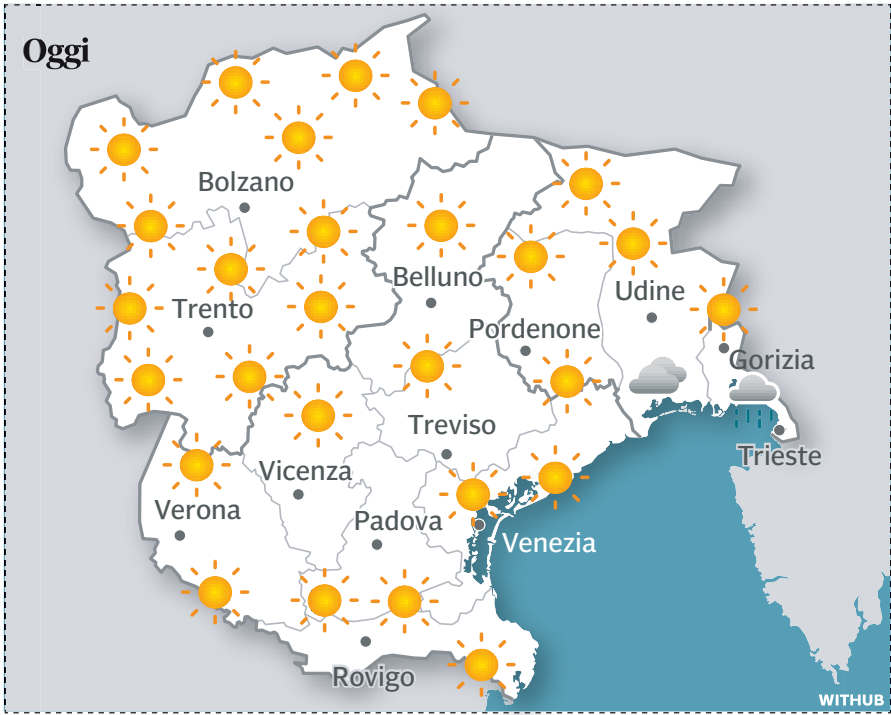 Oggi
Bolzano
Belluno
Udine
Trento
Pordenone
Gorizia
Treviso
Trieste
Vicenza
Verona
Padova
Venezia
Rovigo
WITHUB